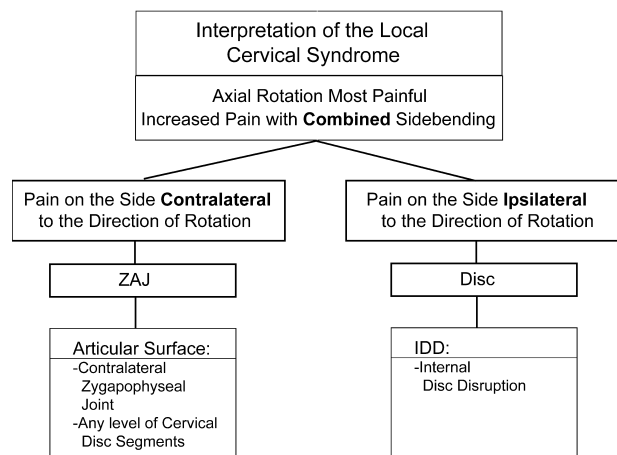 Interpretation of the Local
Cervical Syndrome
Axial Rotation Most Painful
Increased Pain with Combined Sidebending
Pain on the Side Contralateral
to the Direction of Rotation
Pain on the Side Ipsilateral
to the Direction of Rotation
ZAJ
Disc
Articular Surface:
-Contralateral
Zygapophyseal
Joint
-Any level of Cervical
Disc Segments
IDD:
-Internal
Disc Disruption